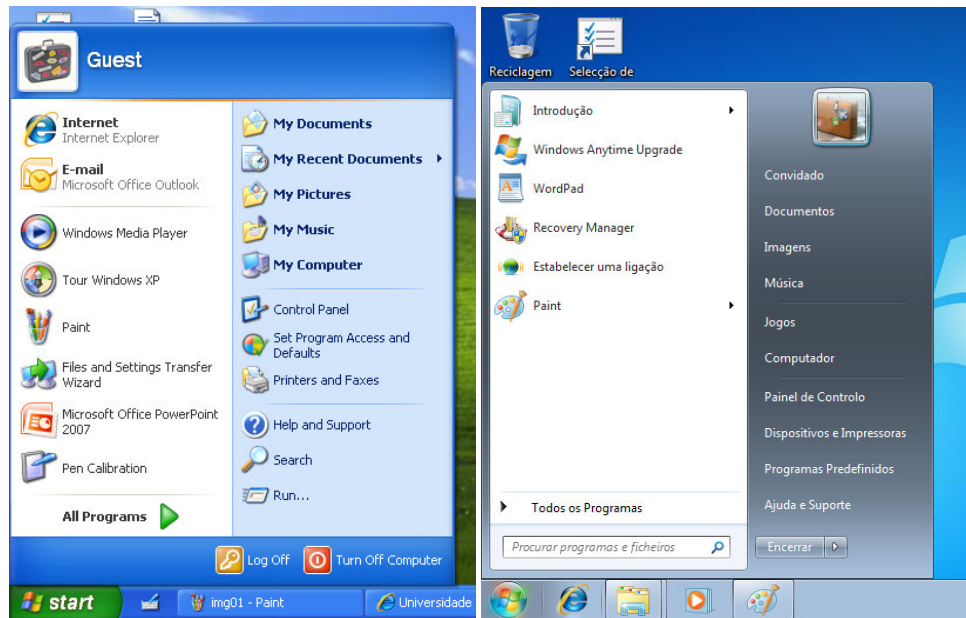 Guest
Internet
Internet Explorer
E-mail
Microsoft Office Outlook
Windows Media Player
Tour Windows XP
Paint
Files and Settings Transfer
Wizard
Microsoft Office PowerPoint
2007
Pen Calibration
All Programs
My Documents
My Recent Documents
My Pictures
My Music
My Computer
Control Panel
Set Program Access and
Defaults
Printers and Faxes
Help and Support
Search
Run...
Log Off
Turn Off Computer
start
img01 - Paint
Universidade
Reciclagem
Selecção de
Introdução
Windows Anytime Upgrade
WordPad
Recovery Manager
Estabelecer uma ligação
Paint
Todos os Programas
Procurar programas e ficheiros
Convidado
Documentos
Imagens
Música
Jogos
Computador
Painel de Controlo
Dispositivos e Impressoras
Programas Predefinidos
Ajuda e Suporte
Encerrar